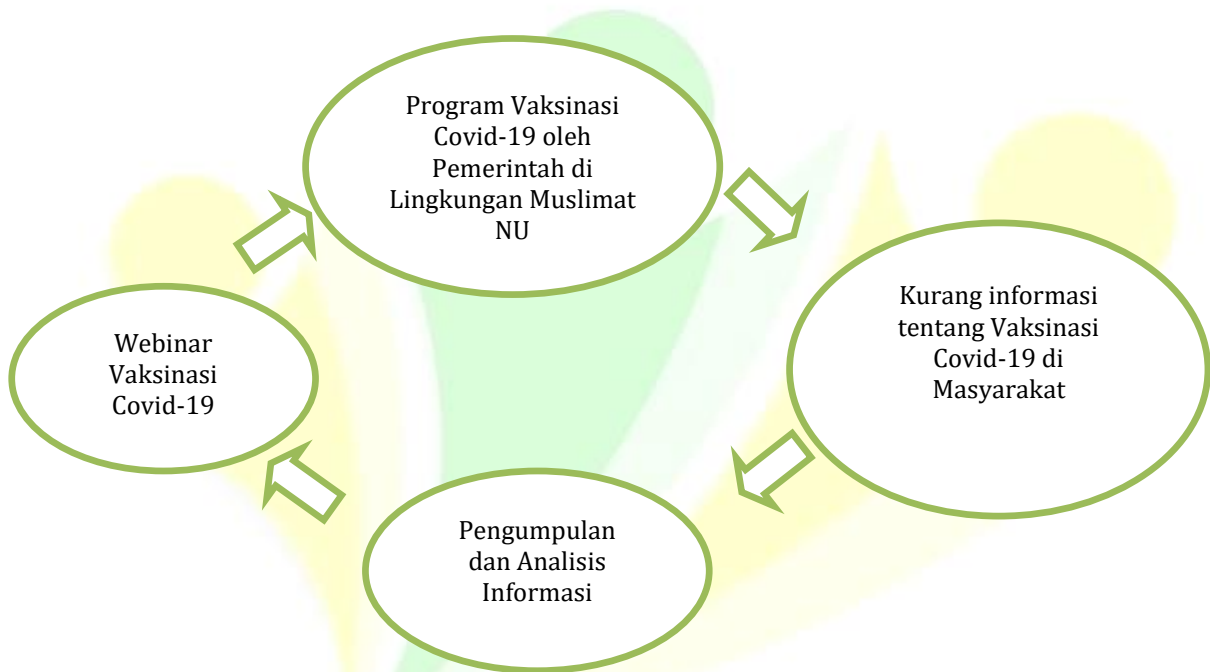 Program Vaksinasi
Covid-19 oleh
Pemerintah di
Lingkungan Muslimat
NU
Kurang informasi
tentang Vaksinasi
Covid-19 di
Masyarakat
Pengumpulan
dan Analisis
Informasi
Webinar
Vaksinasi
Covid-19